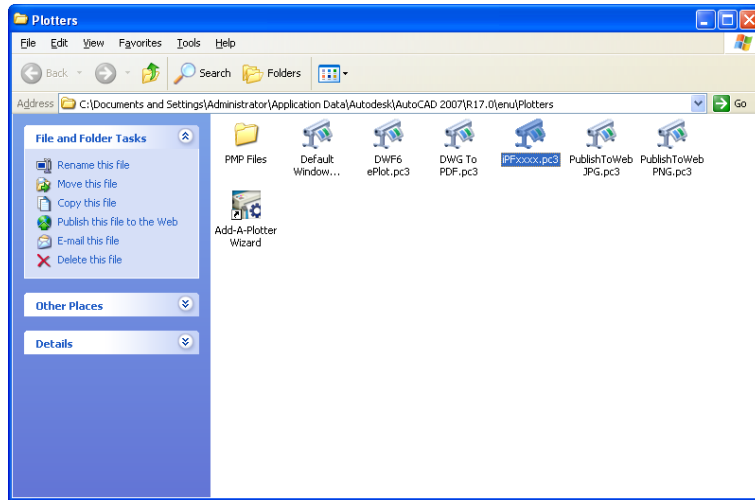 Plotters
File Edit View Favorites Tools Help
Back Search Folders
Address C:\Documents and Settings\Administrator\Application Data\Autodesk\AutoCAD 2007\R17.0\enu\Plotters Go
File and Folder Tasks
Rename this file
Move this file
Copy this file
Publish this file to the Web
E-mail this file
Delete this file
Other Places
Details
PMP Files
Default
Window...
DWF6
ePlot.pc3
DWG To
PDF.pc3
iPFxxxx.pc3
PublishToWeb
JPG.pc3
PublishToWeb
PNG.pc3
Add-A-Plotter
Wizard